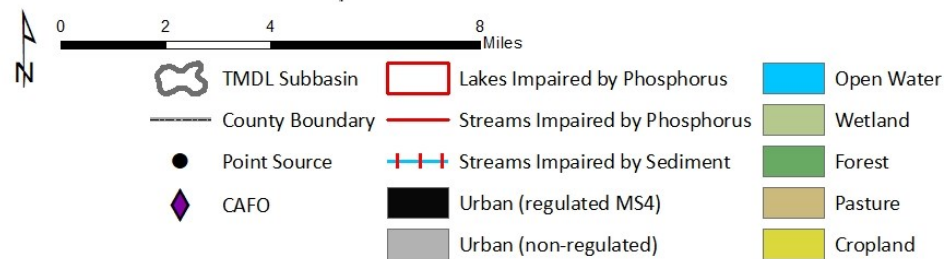 0 2 4 8 Miles
N
TMDL Subbasin
County Boundary
Point Source
CAFO
Lakes Impaired by Phosphorus
Streams Impaired by Phosphorus
Streams Impaired by Sediment
Urban (regulated MS4)
Urban (non-regulated)
Open Water
Wetland
Forest
Pasture
Cropland